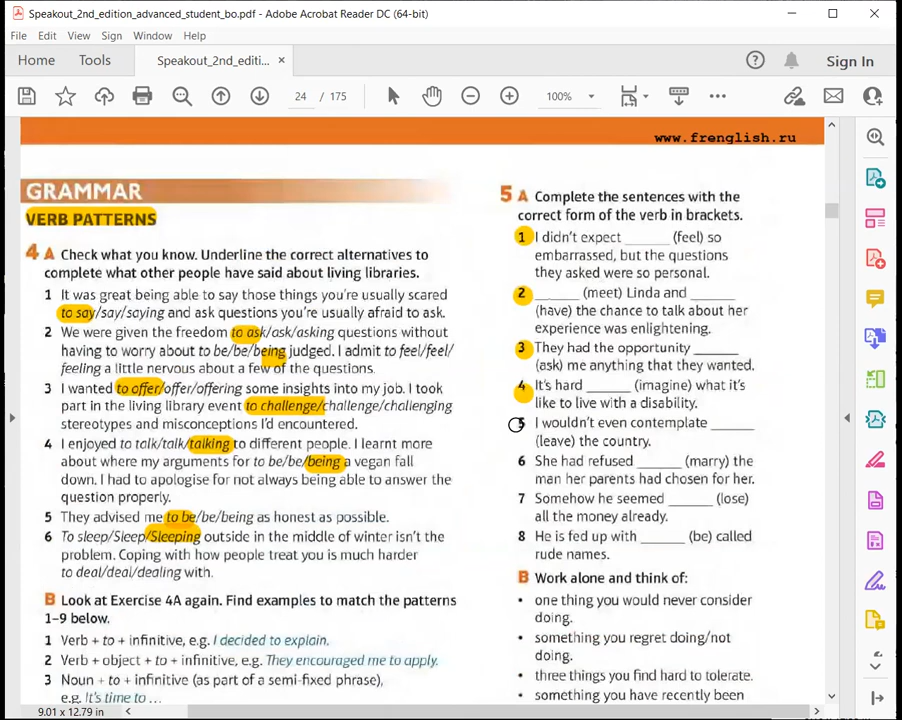 Speakout_2nd_edition_advanced_student_bo.pdf - Adobe Acrobat Reader DC (64-bit)
File Edit View Sign Window Help
Home Tools Speakout_2nd_editi... × Sign In
24 / 175 100%
www.frenglish.ru
GRAMMAR
VERB PATTERNS
4 A Check what you know. Underline the correct alternatives to
complete what other people have said about living libraries.
1 It was great being able to say those things you're usually scared
to say/say/saying and ask questions you're usually afraid to ask.
2 We were given the freedom to ask/ask/asking questions without
having to worry about to be/be/being judged. I admit to feel/feel/
feeling a little nervous about a few of the questions.
3 I wanted to offer/offer/offering some insights into my job. I took
part in the living library event to challenge/challenge/challenging
stereotypes and misconceptions I'd encountered.
4 I enjoyed to talk/talk/talking to different people. I learnt more
about where my arguments for to be/be/being a vegan fall
down. I had to apologise for not always being able to answer the
question properly.
5 They advised me to be/be/being as honest as possible.
6 To sleep/Sleep/Sleeping outside in the middle of winter isn't the
problem. Coping with how people treat you is much harder
to deal/deal/dealing with.
B Look at Exercise 4A again. Find examples to match the patterns
1–9 below.
1 Verb + to + infinitive, e.g. I decided to explain.
2 Verb + object + to + infinitive, e.g. They encouraged me to apply.
3 Noun + to + infinitive (as part of a semi-fixed phrase),
e.g. It's time to ...
5 A Complete the sentences with the
correct form of the verb in brackets.
1 I didn't expect ______ (feel) so
embarrassed, but the questions
they asked were so personal.
2 ______ (meet) Linda and ______
(have) the chance to talk about her
experience was enlightening.
3 They had the opportunity ______
(ask) me anything that they wanted.
4 It's hard ______ (imagine) what it's
like to live with a disability.
5 I wouldn't even contemplate ______
(leave) the country.
6 She had refused ______ (marry) the
man her parents had chosen for her.
7 Somehow he seemed ______ (lose)
all the money already.
8 He is fed up with ______ (be) called
rude names.
B Work alone and think of:
• one thing you would never consider
doing.
• something you regret doing/not
doing.
• three things you find hard to tolerate.
• something you have recently been
9.01 x 12.79 in